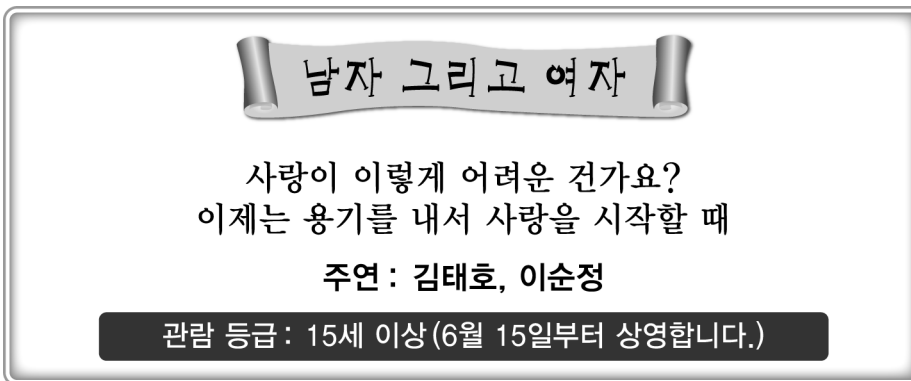 남자 그리고 여자
사랑이 이렇게 어려운 건가요?
이제는 용기를 내서 사랑을 시작할 때
주연 : 김태호, 이순정
관람 등급 : 15세 이상 (6월 15일부터 상영합니다.)